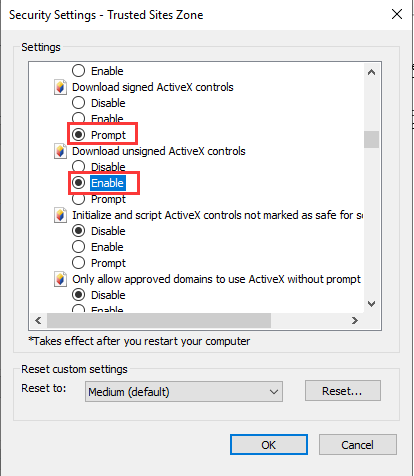 Security Settings - Trusted Sites Zone
Settings
Enable
Download signed ActiveX controls
Disable
Enable
Prompt
Download unsigned ActiveX controls
Disable
Enable
Prompt
Initialize and script ActiveX controls not marked as safe for s
Disable
Enable
Prompt
Only allow approved domains to use ActiveX without prompt
Disable
Enable
*Takes effect after you restart your computer
Reset custom settings
Reset to:
Medium (default)
Reset...
OK
Cancel